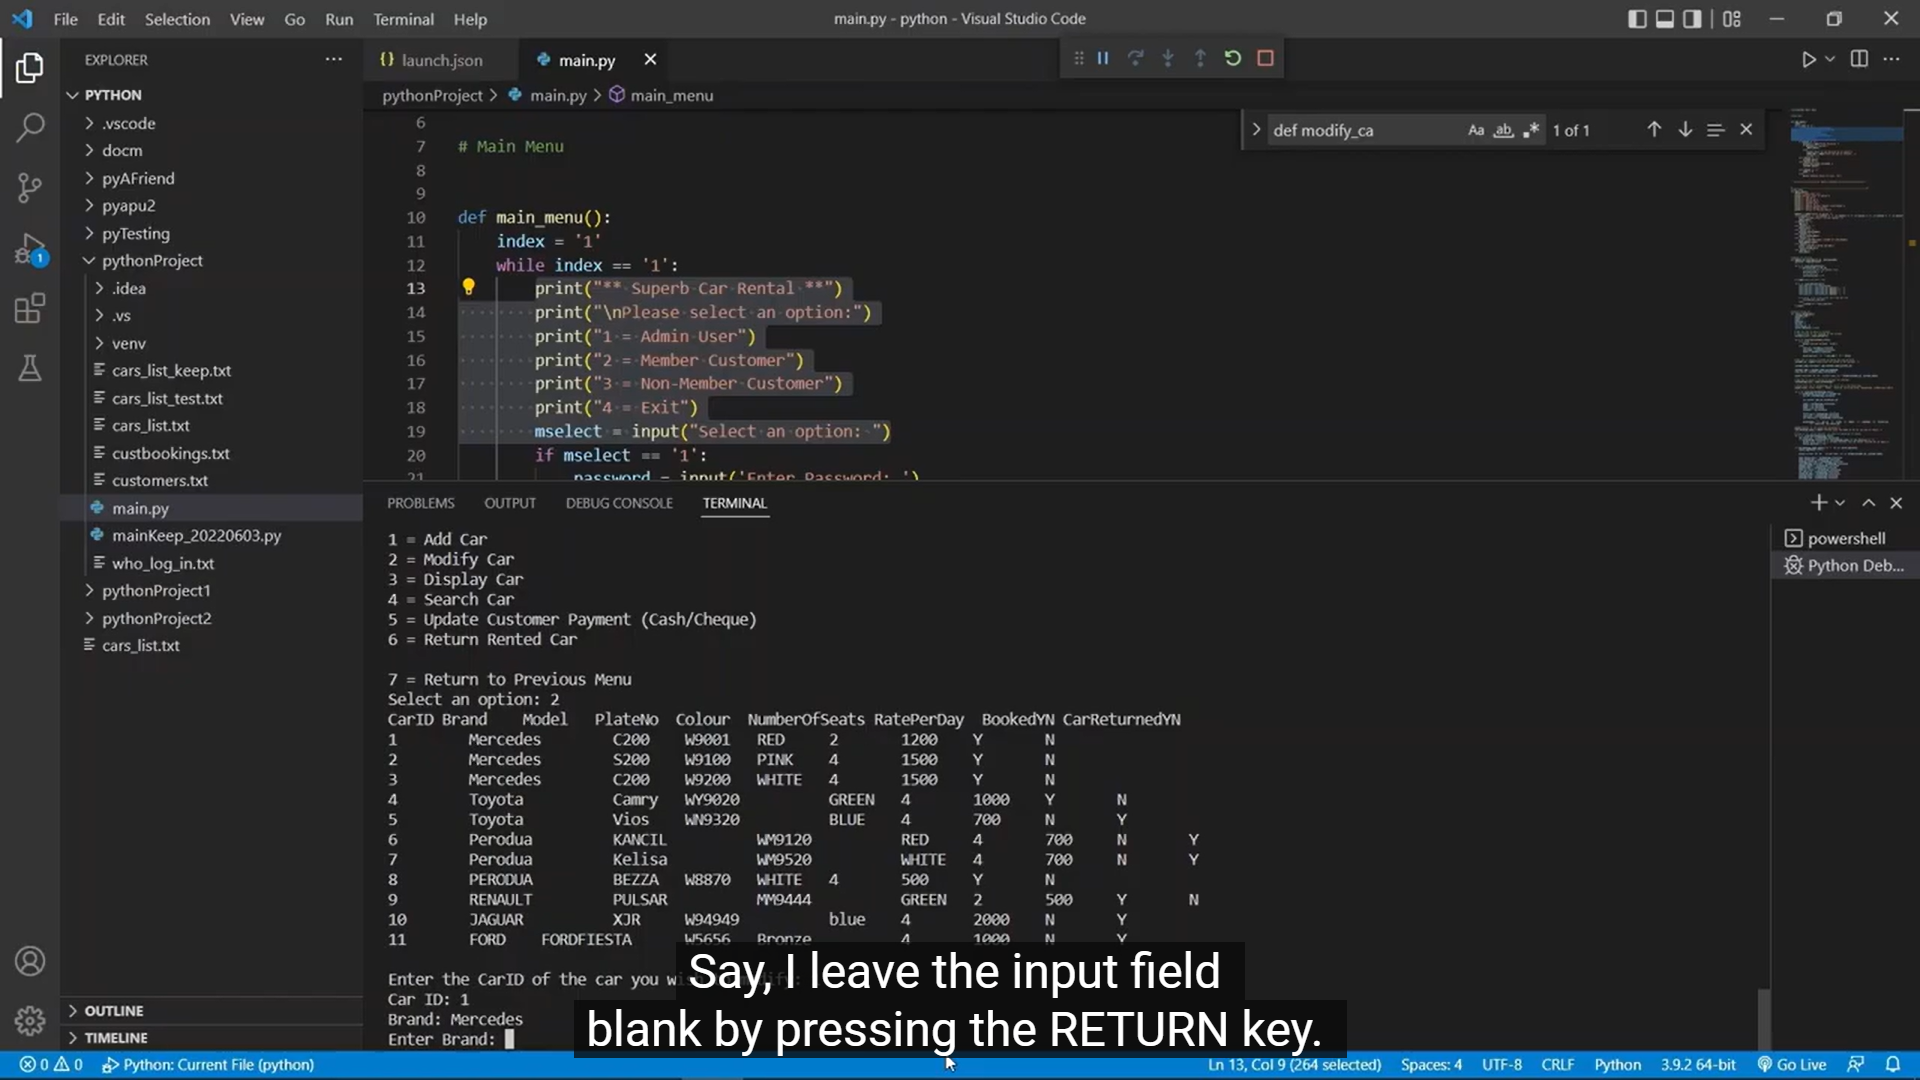 File Edit Selection View Go Run Terminal Help
main.py - python - Visual Studio Code
EXPLORER
launch.json
main.py
PYTHON
.vscode
docm
pyAFriend
pyapu2
pyTesting
pythonProject
.idea
.vs
venv
cars_list_keep.txt
cars_list_test.txt
cars_list.txt
custbookings.txt
customers.txt
main.py
mainKeep_20220603.py
who_log_in.txt
pythonProject1
pythonProject2
cars_list.txt
OUTLINE
TIMELINE
1
pythonProject > main.py > main_menu
def modify_ca Aa ab 1 of 1
6
7 # Main Menu
8
9
10 def main_menu():
11 index = '1'
12 while index == '1':
13 print("** Superb Car Rental **")
14 print("\nPlease select an option:")
15 print("1 = Admin User")
16 print("2 = Member Customer")
17 print("3 = Non-Member Customer")
18 print("4 = Exit")
19 mselect = input("Select an option: ")
20 if mselect == '1':
21 password = input('Enter Password: ')
PROBLEMS OUTPUT DEBUG CONSOLE TERMINAL
powershell
Python Deb...
1 = Add Car
2 = Modify Car
3 = Display Car
4 = Search Car
5 = Update Customer Payment (Cash/Cheque)
6 = Return Rented Car
7 = Return to Previous Menu
Select an option: 2
CarID Brand Model PlateNo Colour NumberOfSeats RatePerDay BookedYN CarReturnedYN
1 Mercedes C200 W9001 RED 2 1200 Y N
2 Mercedes S200 W9100 PINK 4 1500 Y N
3 Mercedes C200 W9200 WHITE 4 1500 Y N
4 Toyota Camry WY9020 GREEN 4 1000 Y N
5 Toyota Vios WN9320 BLUE 4 700 N Y
6 Perodua KANCIL WM9120 RED 4 700 N Y
7 Perodua Kelisa WM9520 WHITE 4 700 N Y
8 PERODUA BEZZA W8870 WHITE 4 500 Y N
9 RENAULT PULSAR MM9444 GREEN 2 500 Y N
10 JAGUAR XJR W94949 blue 4 2000 N Y
11 FORD FORDFIESTA W5656 Bronze 4 1000 N Y
Enter the CarID of the car you
Car ID: 1
Brand: Mercedes
Enter Brand:
Say, I leave the input field
blank by pressing the RETURN key.
0 0 Python: Current File (python)
Ln 13, Col 9 (264 selected) Spaces: 4 UTF-8 CRLF Python 3.9.2 64-bit Go Live